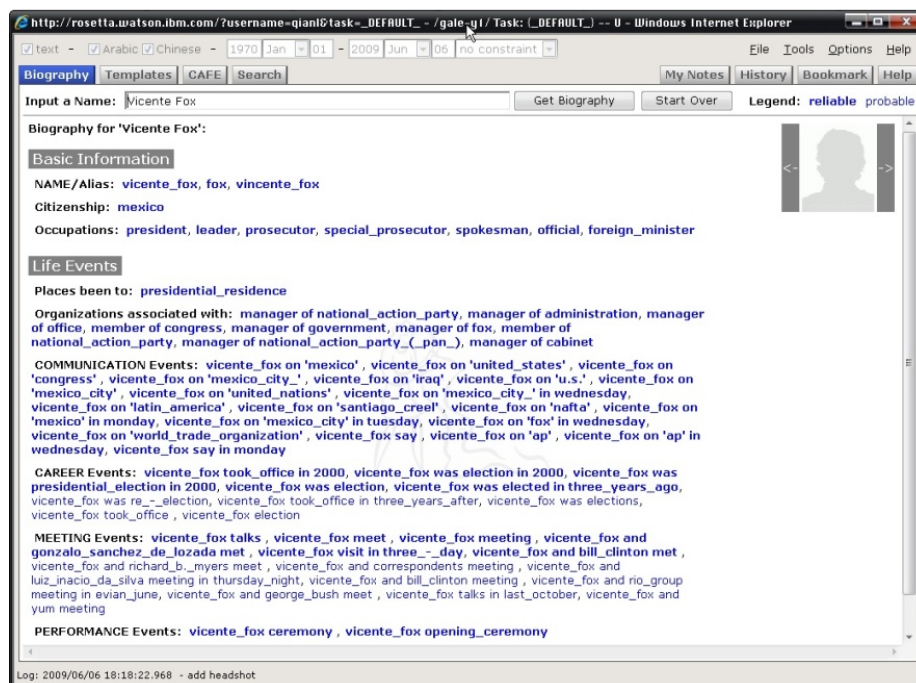 http://rosetta.watson.ibm.com/?username=qianl&task=_DEFAULT_ - /gale-y1/ Task: (_DEFAULT_) -- U - Windows Internet Explorer
text - Arabic Chinese - 1970 Jan 01 - 2009 Jun 06 no constraint File Tools Options Help
Biography Templates CAFE Search My Notes History Bookmark Help
Input a Name: Vicente Fox Get Biography Start Over Legend: reliable probable
Biography for 'Vicente Fox':
Basic Information
<- ->
NAME/Alias: vicente_fox, fox, vincente_fox
Citizenship: mexico
Occupations: president, leader, prosecutor, special_prosecutor, spokesman, official, foreign_minister
Life Events
Places been to: presidential_residence
Organizations associated with: manager of national_action_party, manager of administration, manager
of office, member of congress, manager of government, manager of fox, member of
national_action_party, manager of national_action_party_(_pan_), manager of cabinet
COMMUNICATION Events: vicente_fox on 'mexico' , vicente_fox on 'united_states' , vicente_fox on
'congress' , vicente_fox on 'mexico_city_' , vicente_fox on 'iraq' , vicente_fox on 'u.s.' , vicente_fox on
'mexico_city' , vicente_fox on 'united_nations' , vicente_fox on 'mexico_city_' in wednesday,
vicente_fox on 'latin_america' , vicente_fox on 'santiago_creel' , vicente_fox on 'nafta' , vicente_fox on
'mexico' in monday, vicente_fox on 'mexico_city' in tuesday, vicente_fox on 'fox' in wednesday,
vicente_fox on 'world_trade_organization' , vicente_fox say , vicente_fox on 'ap' , vicente_fox on 'ap' in
wednesday, vicente_fox say in monday
CAREER Events: vicente_fox took_office in 2000, vicente_fox was election in 2000, vicente_fox was
presidential_election in 2000, vicente_fox was election, vicente_fox was elected in three_years_ago,
vicente_fox was re_-_election, vicente_fox took_office in three_years_after, vicente_fox was elections,
vicente_fox took_office , vicente_fox election
MEETING Events: vicente_fox talks , vicente_fox meet , vicente_fox meeting , vicente_fox and
gonzalo_sanchez_de_lozada met , vicente_fox visit in three_-_day, vicente_fox and bill_clinton met ,
vicente_fox and richard_b._myers meet , vicente_fox and correspondents meeting , vicente_fox and
luiz_inacio_da_silva meeting in thursday_night, vicente_fox and bill_clinton meeting , vicente_fox and rio_group
meeting in evian_june, vicente_fox and george_bush meet , vicente_fox talks in last_october, vicente_fox and
yum meeting
PERFORMANCE Events: vicente_fox ceremony , vicente_fox opening_ceremony
Log: 2009/06/06 18:18:22.968 - add headshot